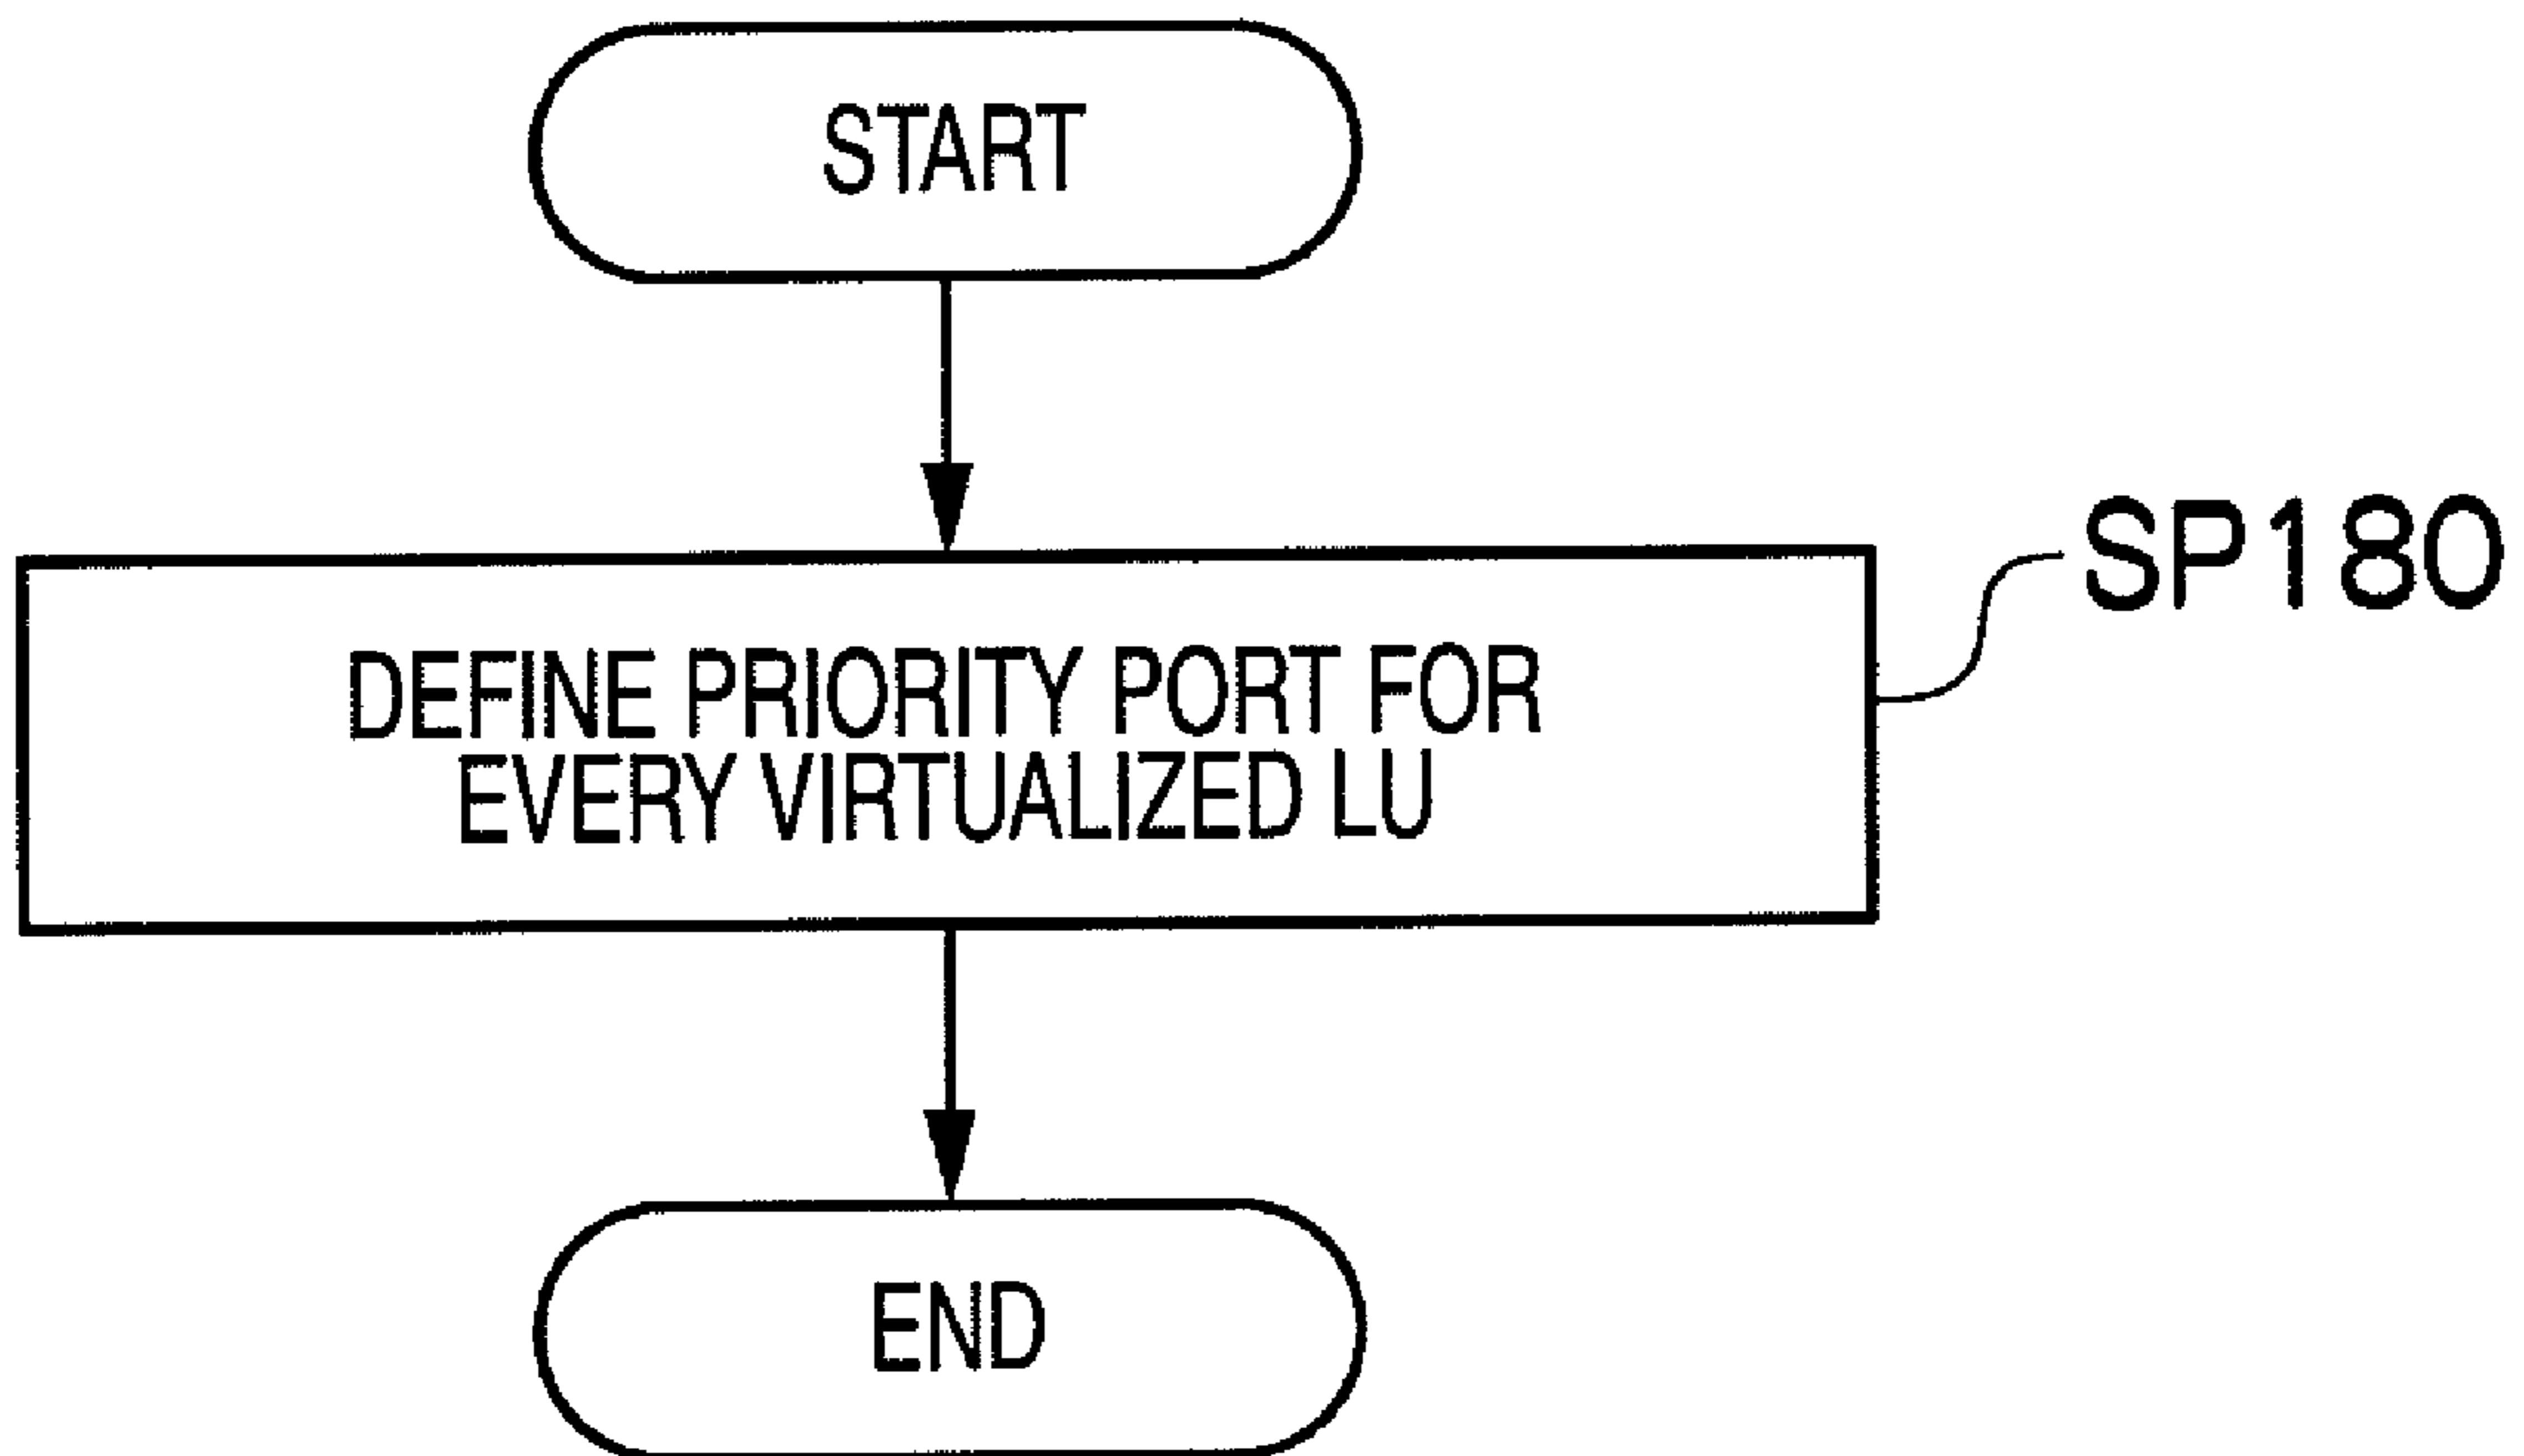 START
SP180
DEFINE PRIORITY PORT FOR
EVERY VIRTUALIZED LU
END